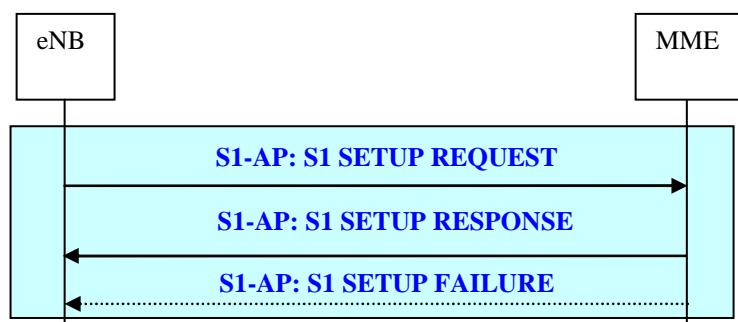 eNB
MME
S1-AP: S1 SETUP REQUEST
S1-AP: S1 SETUP RESPONSE
S1-AP: S1 SETUP FAILURE